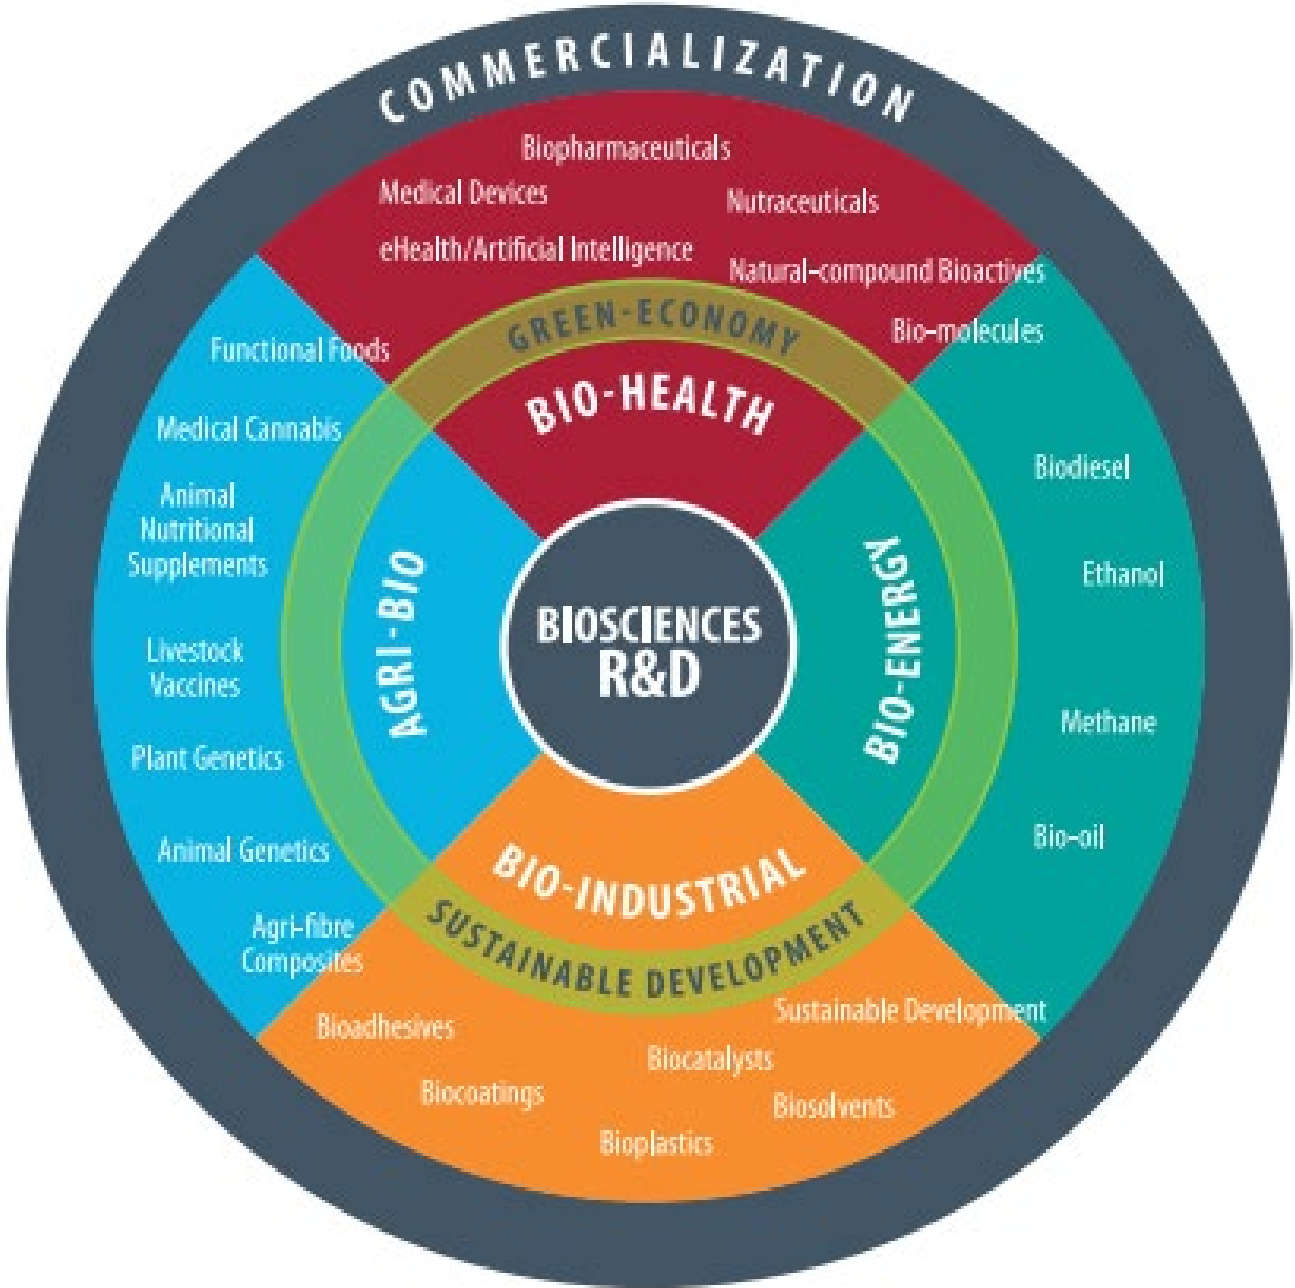 COMMERCIALIZATION
Biopharmaceuticals
Medical Devices
Nutraceuticals
eHealth/Artificial Intelligence
Natural-compound Bioactives
Bio-molecules
GREEN-ECONOMY
BIO-HEALTH
Functional Foods
Medical Cannabis
Animal
Nutritional
Supplements
Livestock
Vaccines
Plant Genetics
Animal Genetics
Agri-fibre
Composites
AGRI-BIO
BIOSCIENCES
R&D
BIO-ENERGY
Biodiesel
Ethanol
Methane
Bio-oil
BIO-INDUSTRIAL
SUSTAINABLE DEVELOPMENT
Sustainable Development
Bioadhesives
Biocatalysts
Biocoatings
Biosolvents
Bioplastics